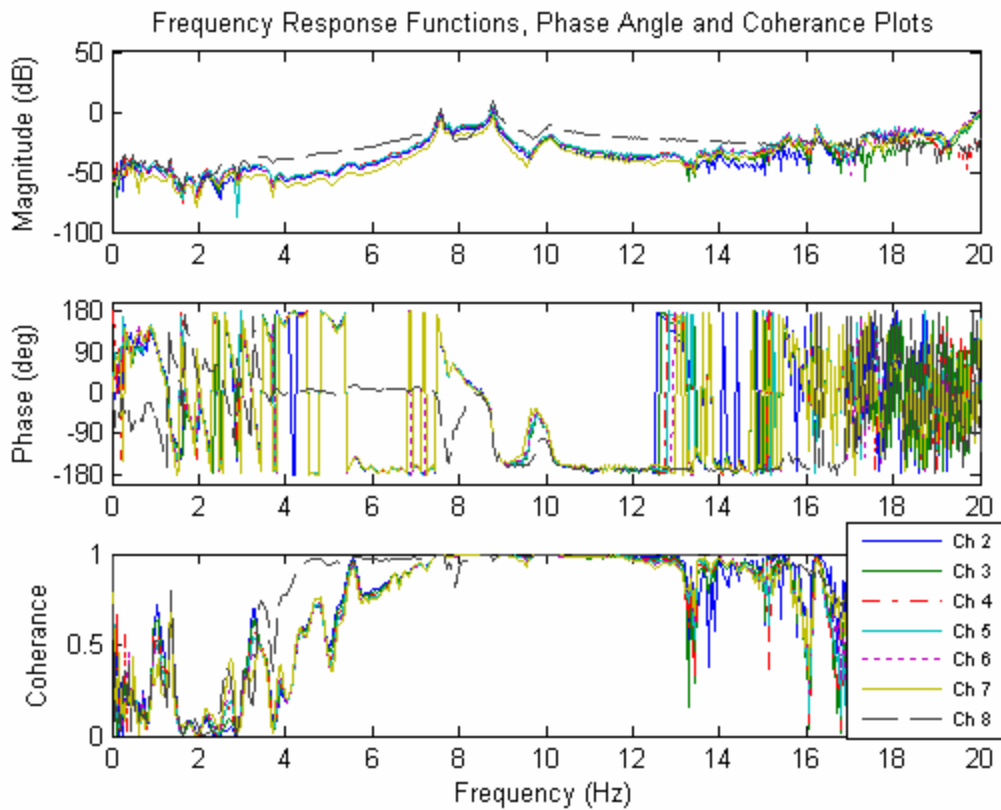 Frequency Response Functions, Phase Angle and Coherance Plots
Magnitude (dB)
50
0
-50
-100
0 2 4 6 8 10 12 14 16 18 20
Phase (deg)
180
90
0
-90
-180
0 2 4 6 8 10 12 14 16 18 20
Coherance
1
0.5
0
0 2 4 6 8 10 12 14 16 18 20
Frequency (Hz)
Ch 2
Ch 3
Ch 4
Ch 5
Ch 6
Ch 7
Ch 8